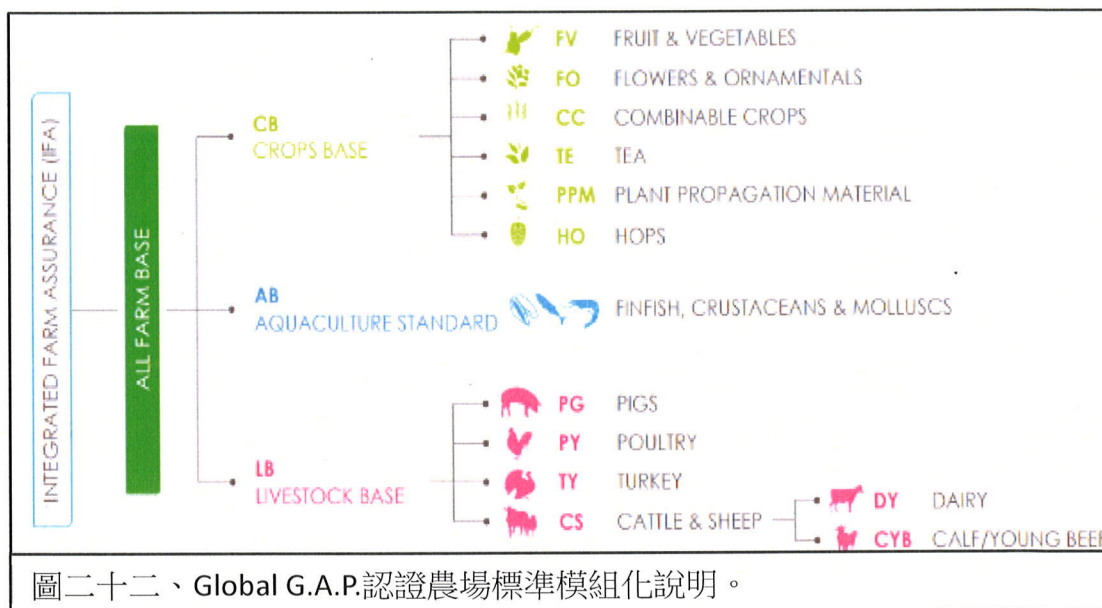 INTEGRATED FARM ASSURANCE (IFA)
ALL FARM BASE
CB
CROPS BASE
FV FRUIT & VEGETABLES
FO FLOWERS & ORNAMENTALS
CC COMBINABLE CROPS
TE TEA
PPM PLANT PROPAGATION MATERIAL
HO HOPS
AB
AQUACULTURE STANDARD
FINFISH, CRUSTACEANS & MOLLUSCS
LB
LIVESTOCK BASE
PG PIGS
PY POULTRY
TY TURKEY
CS CATTLE & SHEEP
DY DAIRY
CYB CALF/YOUNG BEEF
圖二十二、Global G.A.P.認證農場標準模組化說明。